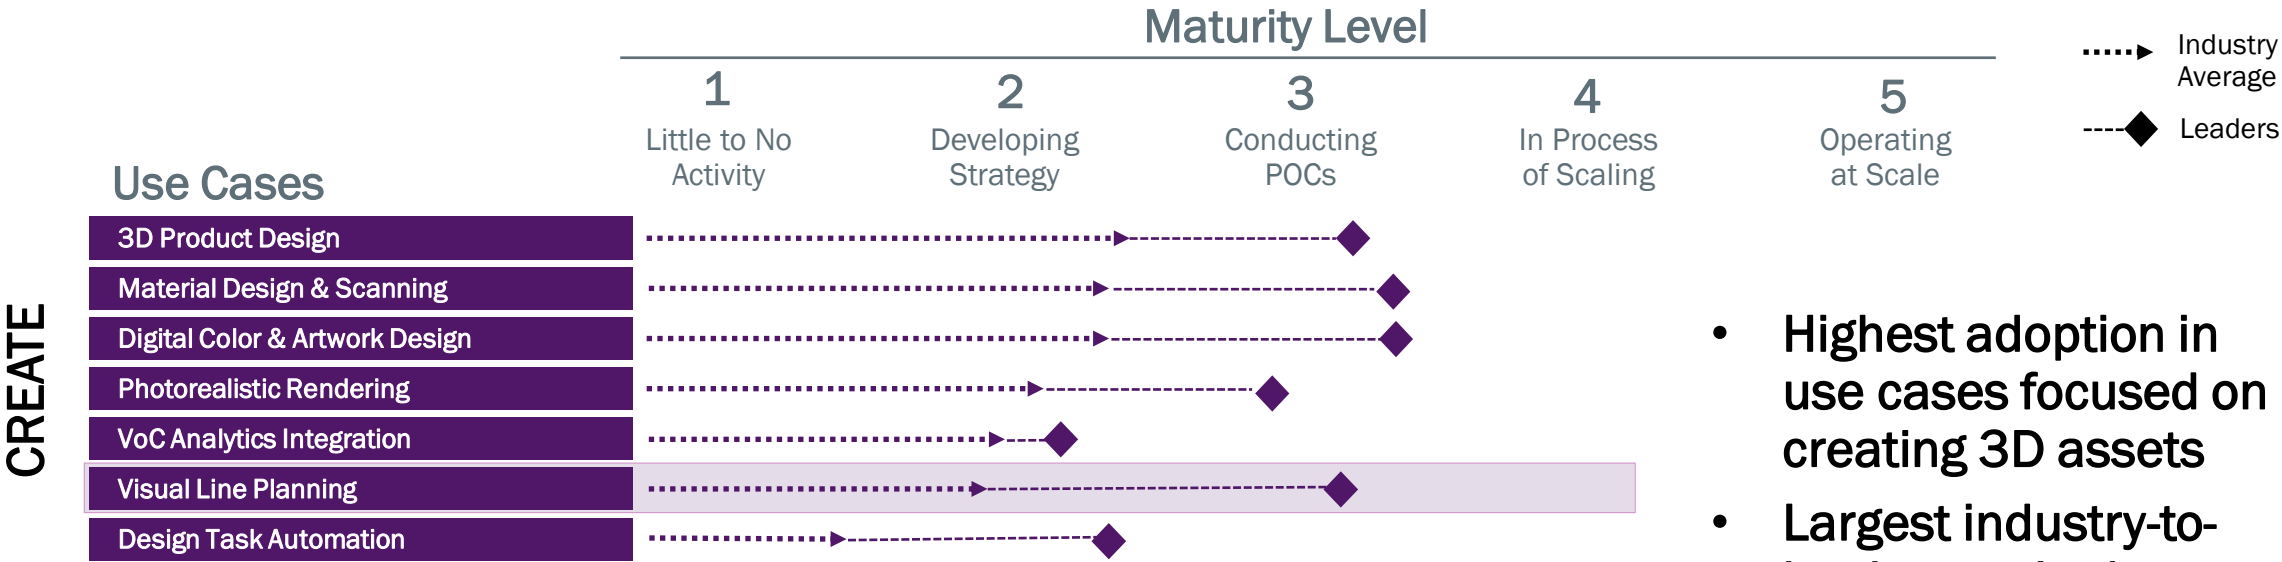 Maturity Level
Industry
Average
Leaders
1
2
3
4
5
Little to No
Activity
Developing
Strategy
Conducting
POCs
In Process
of Scaling
Operating
at Scale
Use Cases
CREATE
3D Product Design
Material Design & Scanning
Digital Color & Artwork Design
Photorealistic Rendering
VoC Analytics Integration
Visual Line Planning
Design Task Automation
• Highest adoption in
use cases focused on
creating 3D assets
• Largest industry-to-